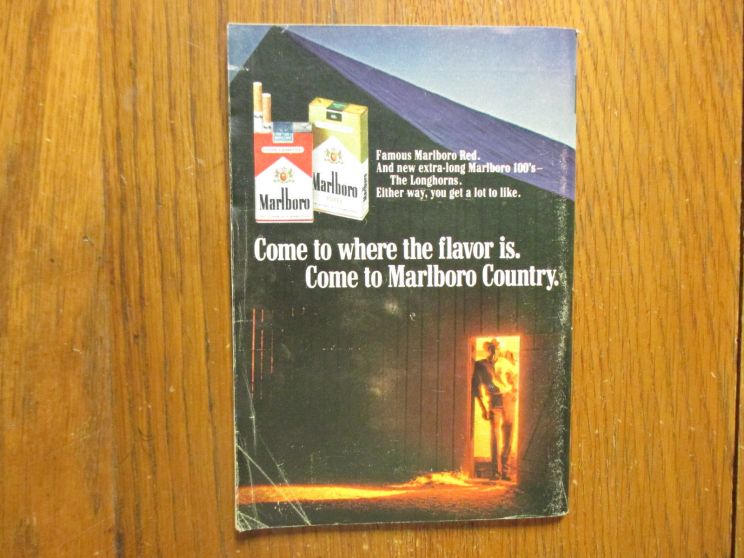 Marlboro
Marlboro
Famous Marlboro Red.
And new extra-long Marlboro 100's–
The Longhorns.
Either way, you get a lot to like.
Come to where the flavor is.
Come to Marlboro Country.